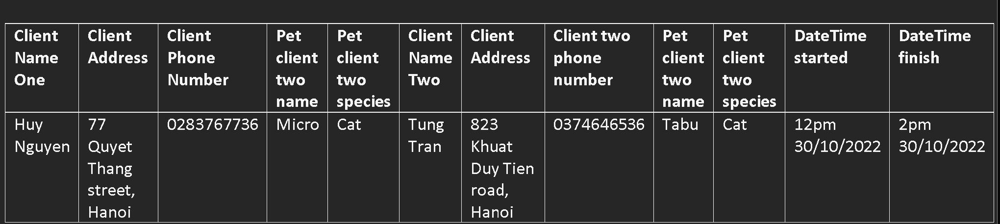 Client Name One
Client Address
Client Phone Number
Pet client two name
Pet client two species
Client Name Two
Client Address
Client two phone number
Pet client two name
Pet client two species
DateTime started
DateTime finish
Huy Nguyen
77 Quyet Thang street, Hanoi
0283767736
Micro
Cat
Tung Tran
823 Khuat Duy Tien road, Hanoi
0374646536
Tabu
Cat
12pm 30/10/2022
2pm 30/10/2022